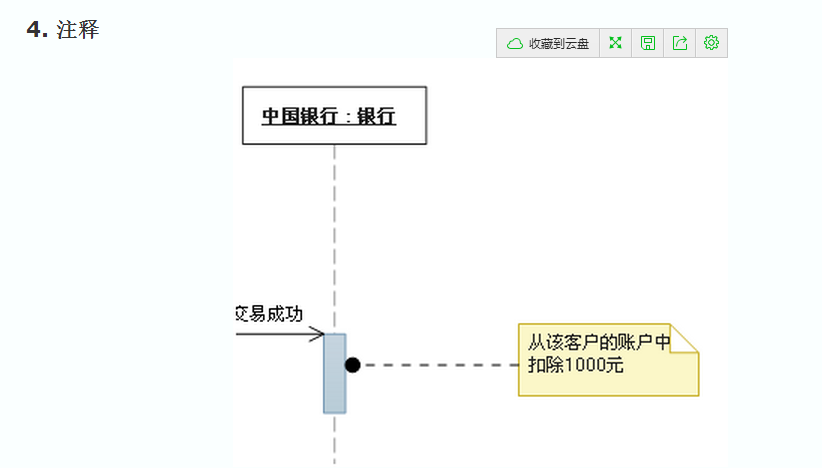 4. 注释
收藏到云盘
中国银行：银行
交易成功
从该客户的账户中
扣除1000元